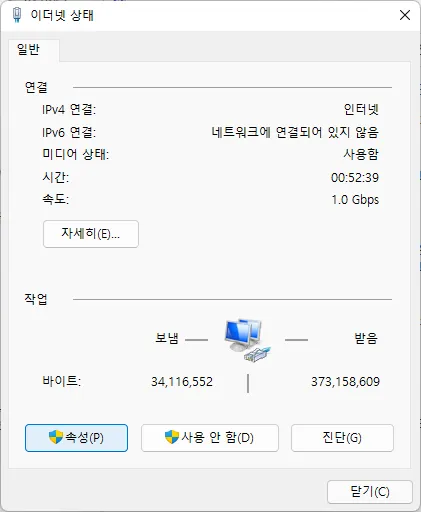 이더넷 상태
일반
연결
IPv4 연결: 인터넷
IPv6 연결: 네트워크에 연결되어 있지 않음
미디어 상태: 사용함
시간: 00:52:39
속도: 1.0 Gbps
자세히(E)...
작업
보냄 받음
바이트: 34,116,552 373,158,609
속성(P) 사용 안 함(D) 진단(G)
닫기(C)